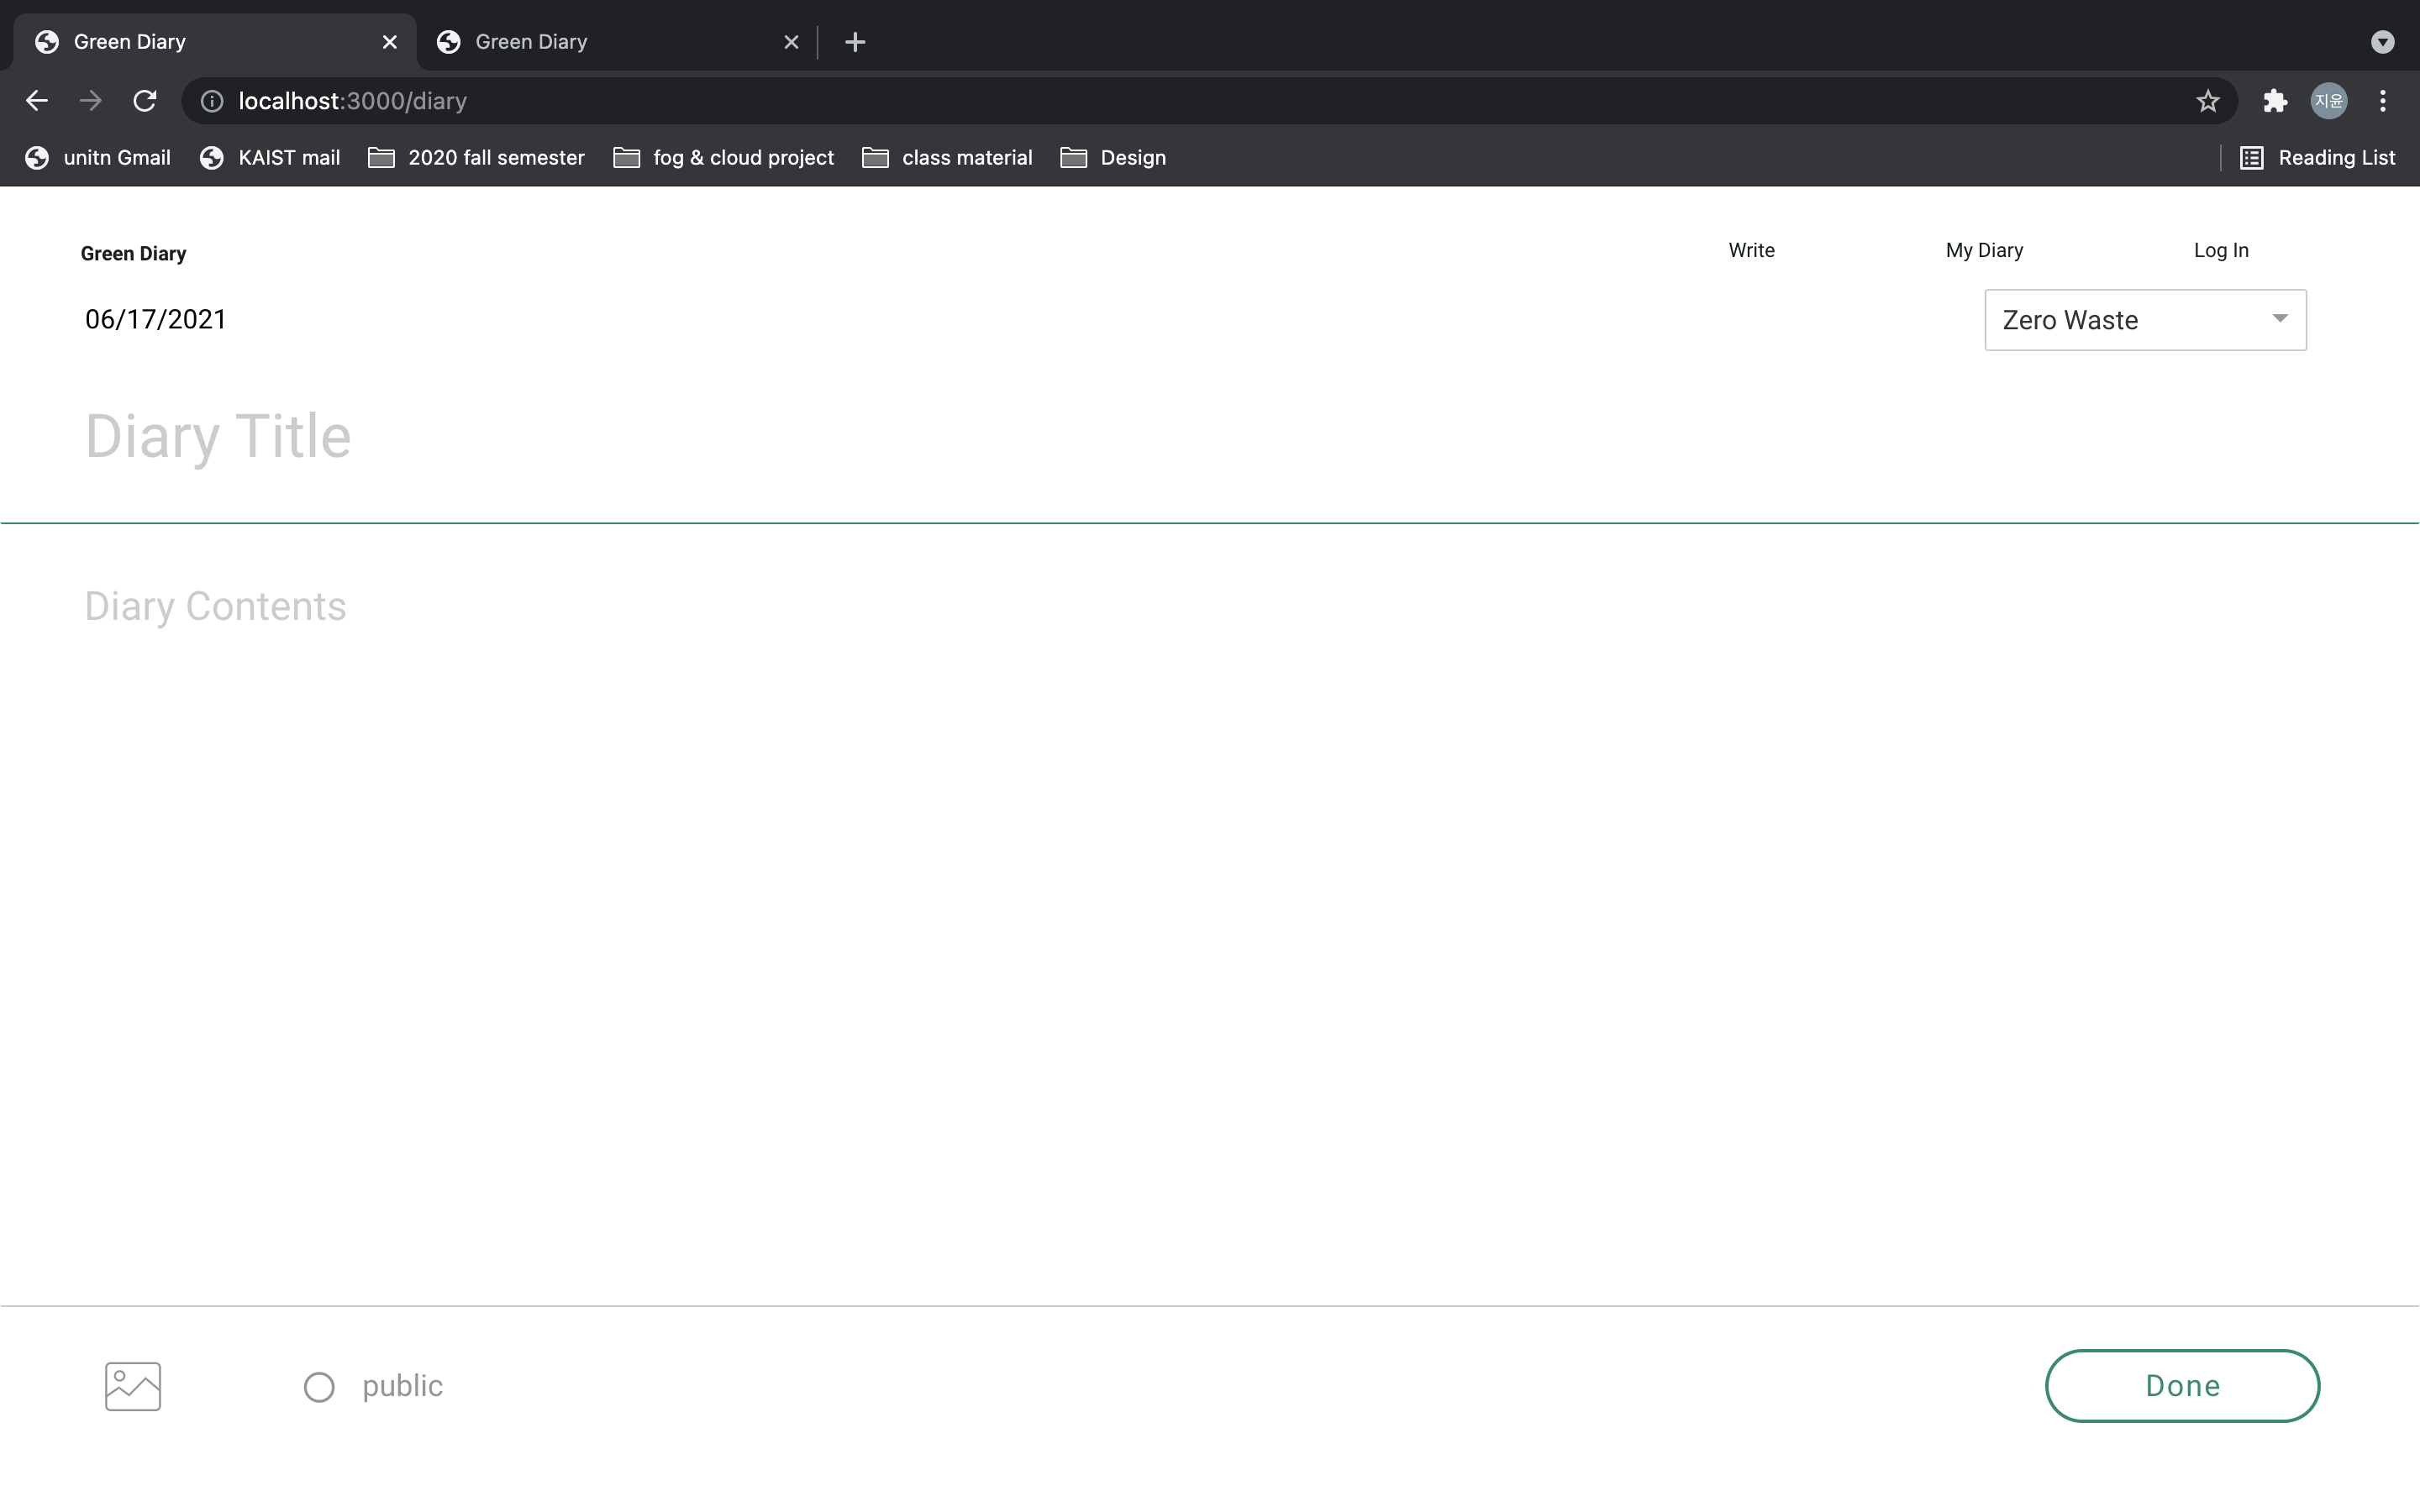 Green Diary
Green Diary
localhost:3000/diary
지윤
unitn Gmail
KAIST mail
2020 fall semester
fog & cloud project
class material
Design
Reading List
Green Diary
Write
My Diary
Log In
06/17/2021
Zero Waste
Diary Title
Diary Contents
public
Done